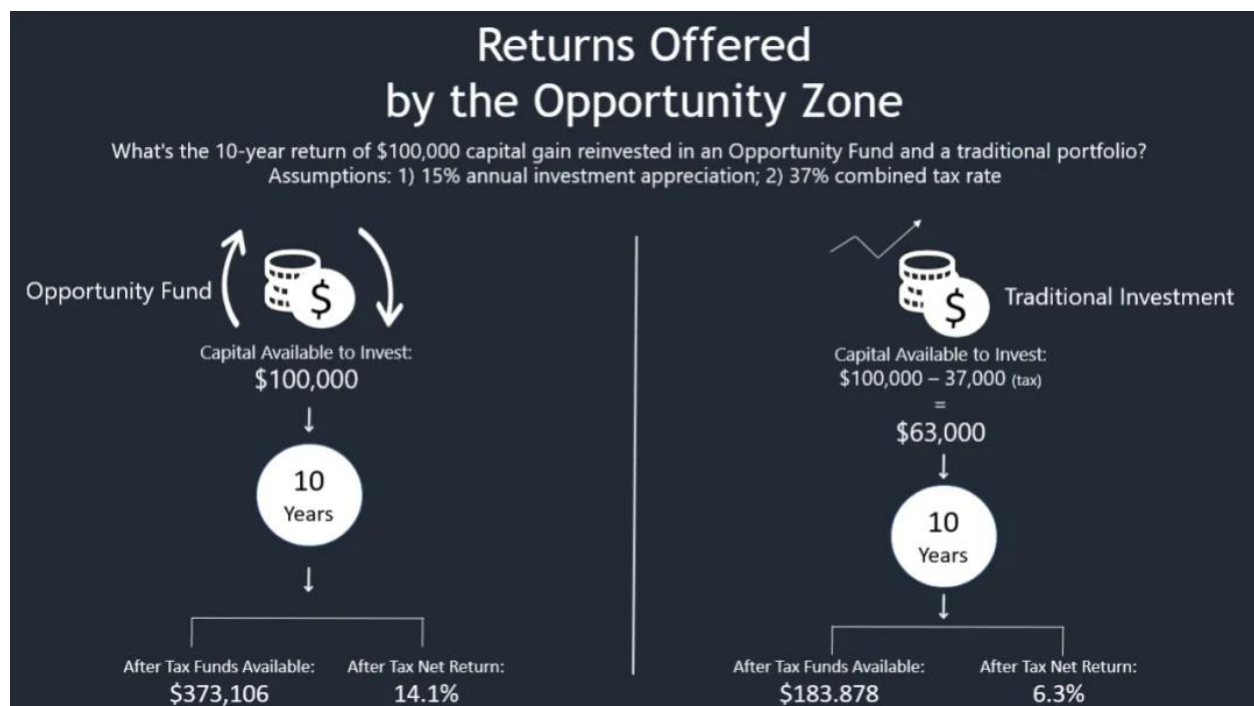 Returns Offered
by the Opportunity Zone
What's the 10-year return of $100,000 capital gain reinvested in an Opportunity Fund and a traditional portfolio?
Assumptions: 1) 15% annual investment appreciation; 2) 37% combined tax rate
Opportunity Fund
$
Capital Available to Invest:
$100,000
10
Years
After Tax Funds Available:
$373,106
After Tax Net Return:
14.1%
$
Traditional Investment
Capital Available to Invest:
$100,000 – 37,000 (tax)
=
$63,000
10
Years
After Tax Funds Available:
$183.878
After Tax Net Return:
6.3%